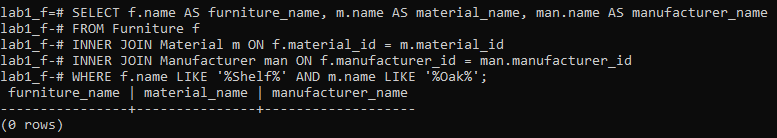 lab1_f=# SELECT f.name AS furniture_name, m.name AS material_name, man.name AS manufacturer_name
lab1_f-# FROM Furniture f
lab1_f-# INNER JOIN Material m ON f.material_id = m.material_id
lab1_f-# INNER JOIN Manufacturer man ON f.manufacturer_id = man.manufacturer_id
lab1_f-# WHERE f.name LIKE '%Shelf%' AND m.name LIKE '%Oak%';
 furniture_name | material_name | manufacturer_name
----------------+---------------+-------------------
(0 rows)